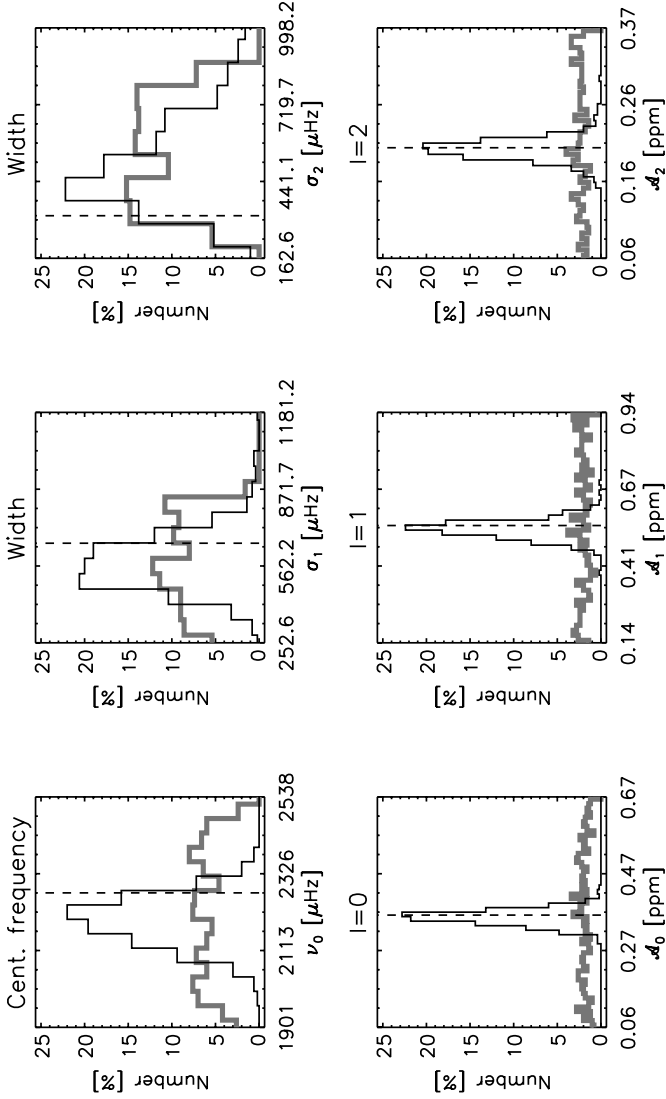 Cent. frequency
25
20
15
10
5
0
Number [%]
1901 2113 2326 2538
ν₀ [μHz]
Width
25
20
15
10
5
0
Number [%]
252.6 562.2 871.7 1181.2
σ₁ [μHz]
Width
25
20
15
10
5
0
Number [%]
162.6 441.1 719.7 998.2
σ₂ [μHz]
l=0
25
20
15
10
5
0
Number [%]
0.06 0.27 0.47 0.67
𝒜₀ [ppm]
l=1
25
20
15
10
5
0
Number [%]
0.14 0.41 0.67 0.94
𝒜₁ [ppm]
l=2
25
20
15
10
5
0
Number [%]
0.06 0.16 0.26 0.37
𝒜₂ [ppm]